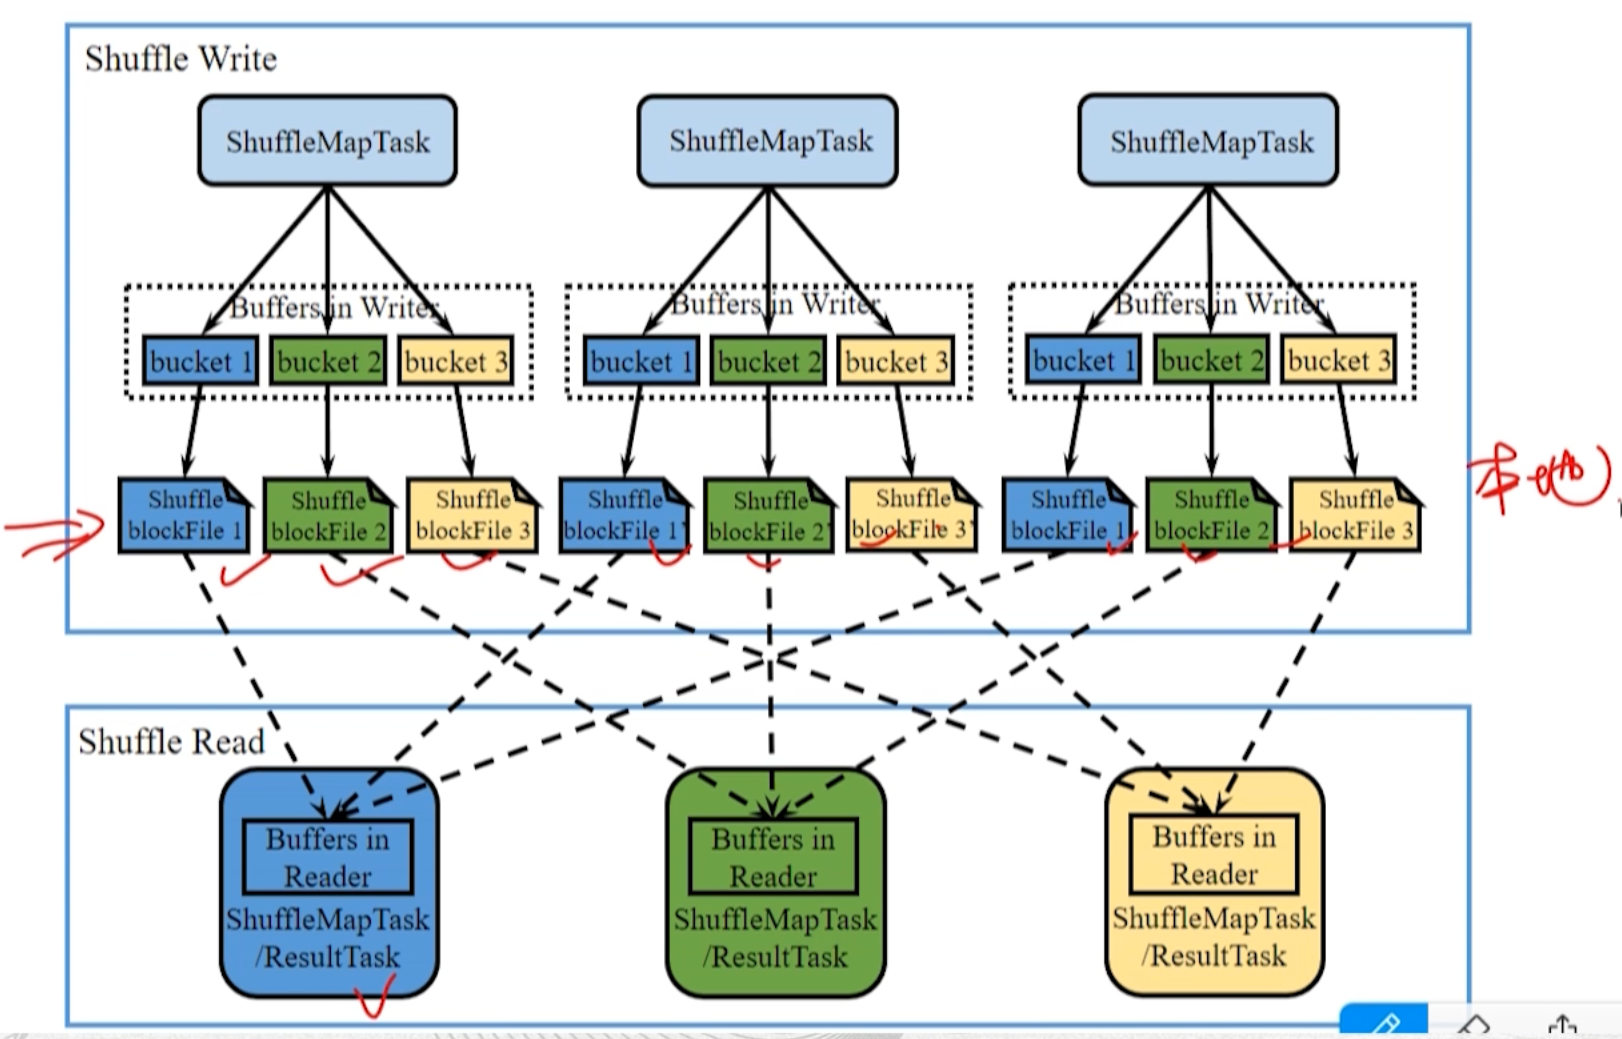 Shuffle Write
ShuffleMapTask
ShuffleMapTask
ShuffleMapTask
Buffers in Writer
Buffers in Writer
Buffers in Writer
bucket 1
bucket 2
bucket 3
bucket 1
bucket 2
bucket 3
bucket 1
bucket 2
bucket 3
Shuffle
blockFile 1
Shuffle
blockFile 2
Shuffle
blockFile 3
Shuffle
blockFile 1'
Shuffle
blockFile 2'
Shuffle
blockFile 3'
Shuffle
blockFile 1
Shuffle
blockFile 2
Shuffle
blockFile 3
Shuffle Read
Buffers in
Reader
ShuffleMapTask
/ResultTask
Buffers in
Reader
ShuffleMapTask
/ResultTask
Buffers in
Reader
ShuffleMapTask
/ResultTask